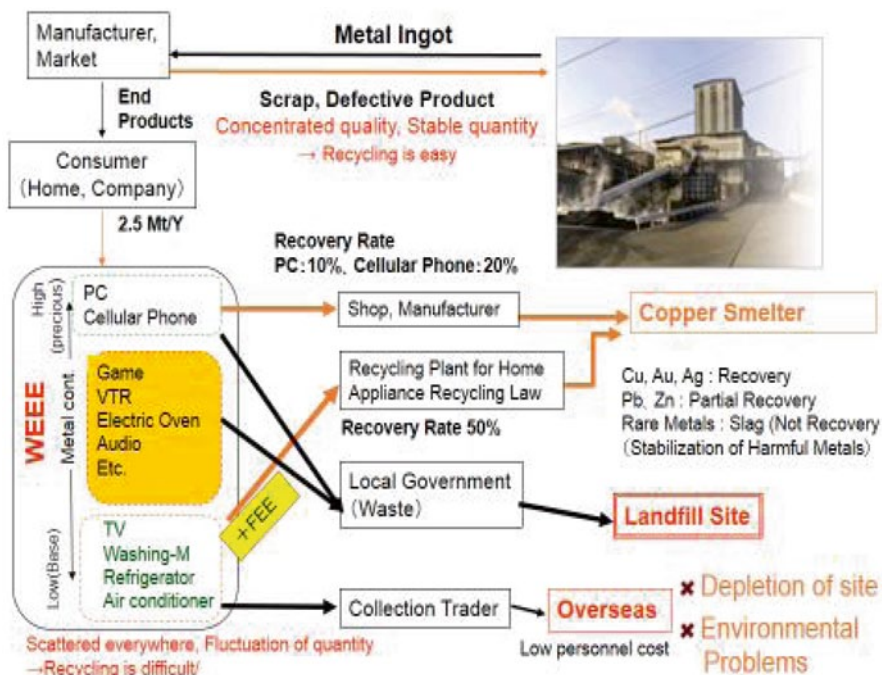 Manufacturer,
Market
Metal Ingot
End
Products
Scrap, Defective Product
Concentrated quality, Stable quantity
→ Recycling is easy
Consumer
(Home, Company)
2.5 Mt/Y
Recovery Rate
PC:10%、Cellular Phone:20%
WEEE
Metal cont.
High
(precious)
Low(Base)
PC
Cellular Phone
Game
VTR
Electric Oven
Audio
Etc.
TV
Washing-M
Refrigerator
Air conditioner
+FEE
Shop, Manufacturer
Recycling Plant for Home
Appliance Recycling Law
Recovery Rate 50%
Local Government
(Waste)
Collection Trader
Copper Smelter
Cu, Au, Ag : Recovery
Pb, Zn : Partial Recovery
Rare Metals : Slag (Not Recovery
(Stabilization of Harmful Metals)
Landfill Site
Overseas
Low personnel cost
× Depletion of site
× Environmental
Problems
Scattered everywhere, Fluctuation of quantity
→Recycling is difficult/